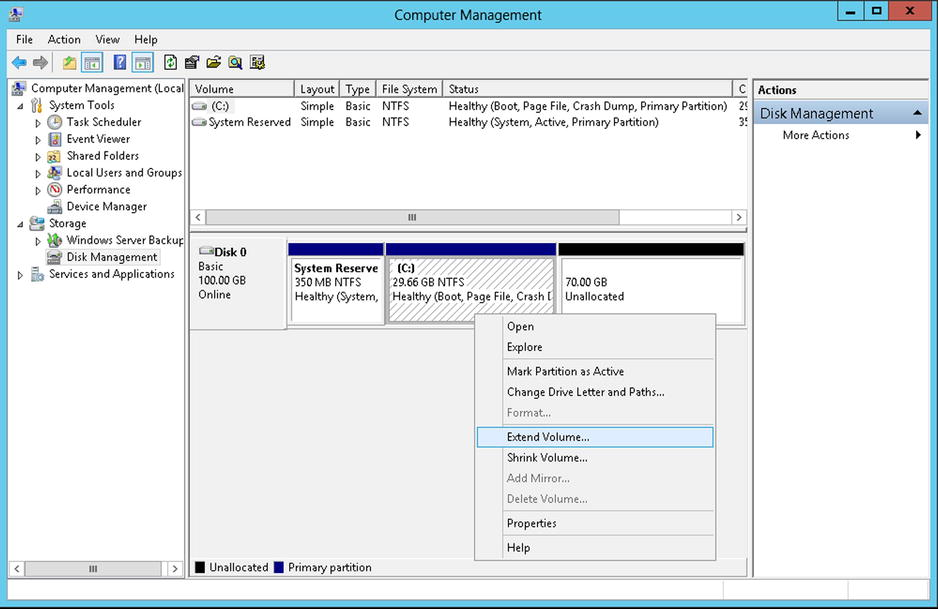 Computer Management
File Action View Help
Computer Management (Local
System Tools
Task Scheduler
Event Viewer
Shared Folders
Local Users and Groups
Performance
Device Manager
Storage
Windows Server Backup
Disk Management
Services and Applications
Volume Layout Type File System Status C
(C:) Simple Basic NTFS Healthy (Boot, Page File, Crash Dump, Primary Partition) 29
System Reserved Simple Basic NTFS Healthy (System, Active, Primary Partition) 35
Disk 0
Basic
100.00 GB
Online
System Reserve
350 MB NTFS
Healthy (System,
(C:)
29.66 GB NTFS
Healthy (Boot, Page File, Crash D
70.00 GB
Unallocated
Open
Explore
Mark Partition as Active
Change Drive Letter and Paths...
Format...
Extend Volume...
Shrink Volume...
Add Mirror...
Delete Volume...
Properties
Help
Unallocated Primary partition
Actions
Disk Management
More Actions